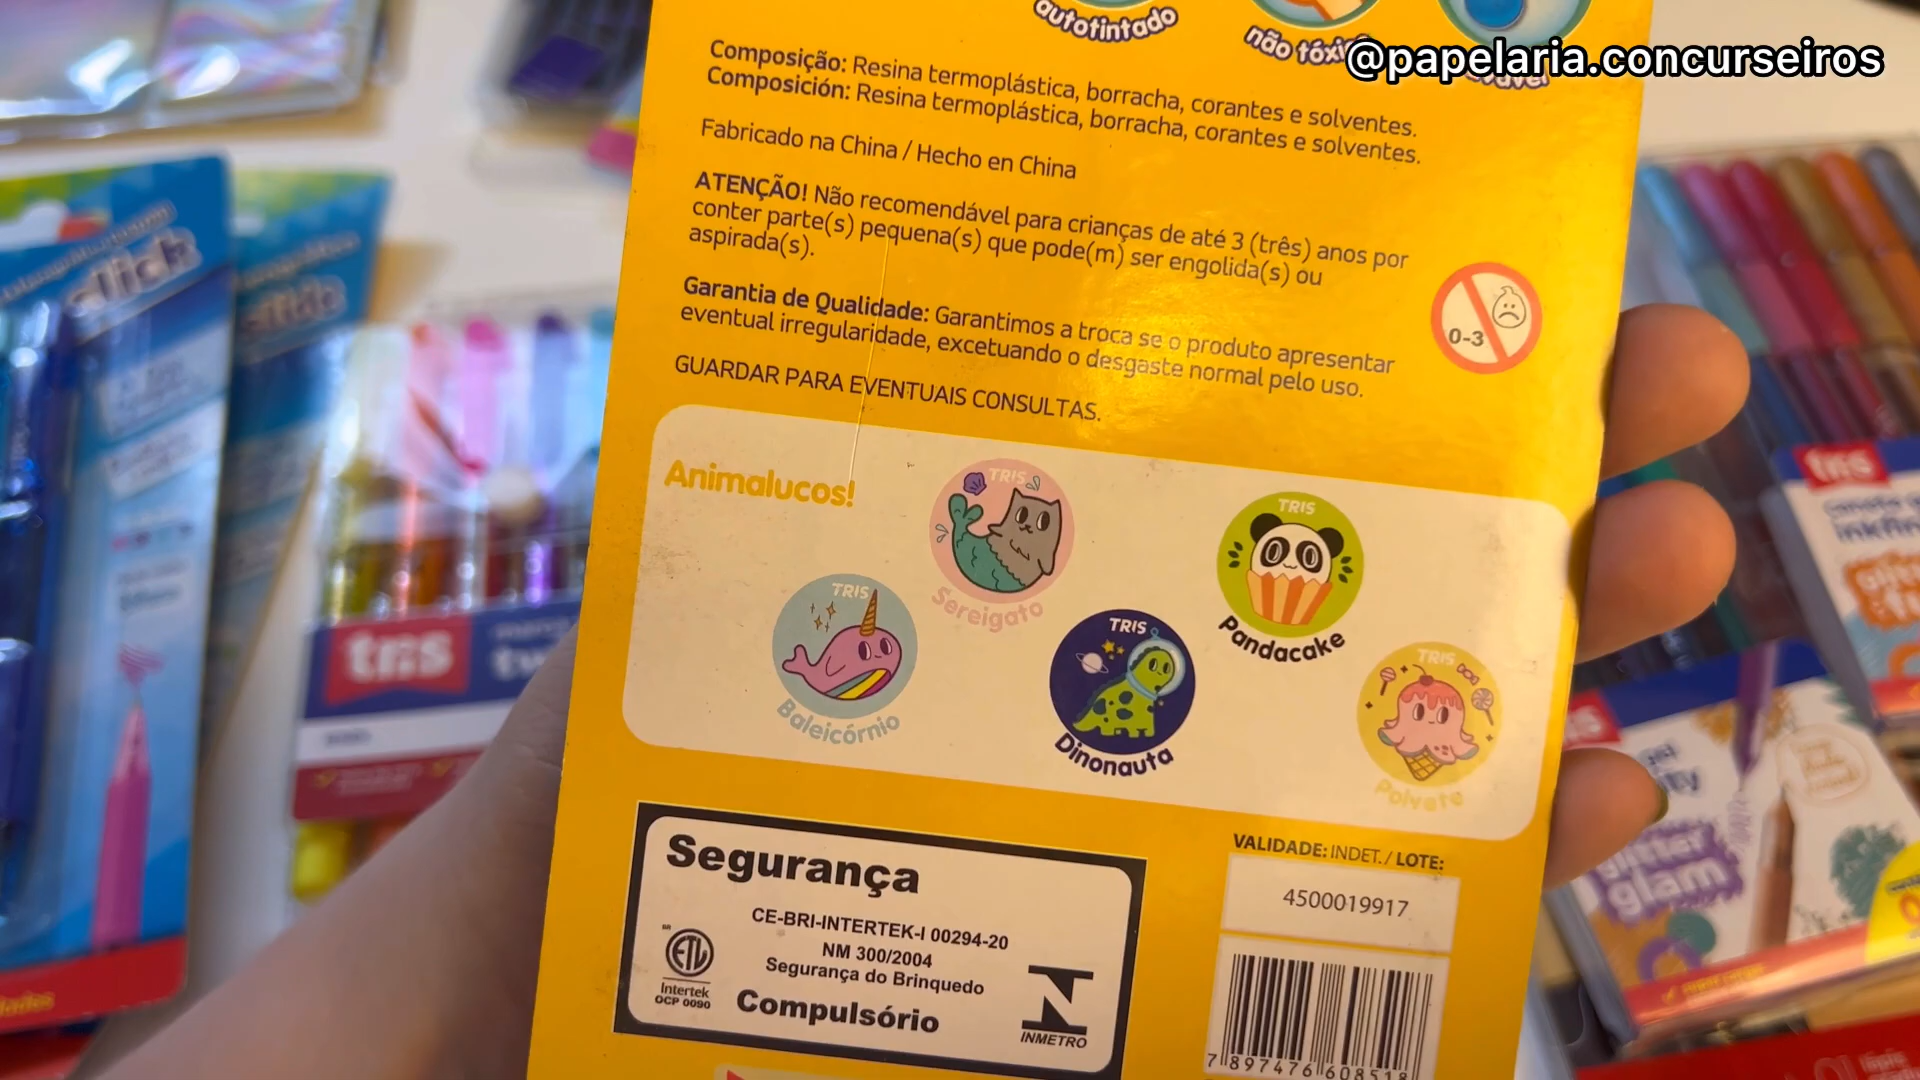 autotintado
não
@papelaria.concurseiros
Composição: Resina termoplástica, borracha, corantes e solventes.
Composición: Resina termoplástica, borracha, corantes e solventes.
Fabricado na China / Hecho en China
ATENÇÃO! Não recomendável para crianças de até 3 (três) anos por
conter parte(s) pequena(s) que pode(m) ser engolida(s) ou
aspirada(s).
0-3
Garantia de Qualidade: Garantimos a troca se o produto apresentar
eventual irregularidade, excetuando o desgaste normal pelo uso.
GUARDAR PARA EVENTUAIS CONSULTAS.
Animalucos!
TRIS
Sereigato
TRIS
Pandacake
TRIS
Baleicórnio
TRIS
Dinonauta
TRIS
Polvete
Segurança
CE-BRI-INTERTEK-I 00294-20
NM 300/2004
Segurança do Brinquedo
Compulsório
BR
ETL
Intertek
OCP 0090
INMETRO
VALIDADE: INDET. / LOTE:
4500019917
7 897476 608518
click
tris
tris
glitter
glam